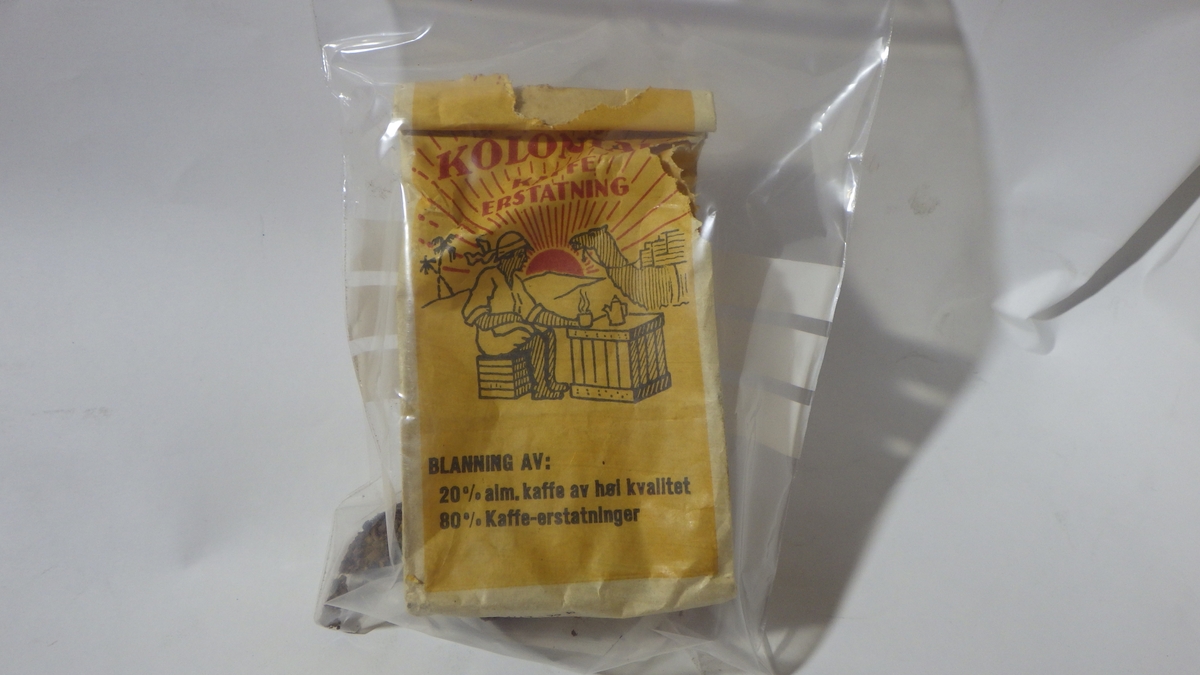 ERSTATNING
BLANNING AV:
20% alm. kaffe av høi kvalitet
80% Kaffe-erstatninger